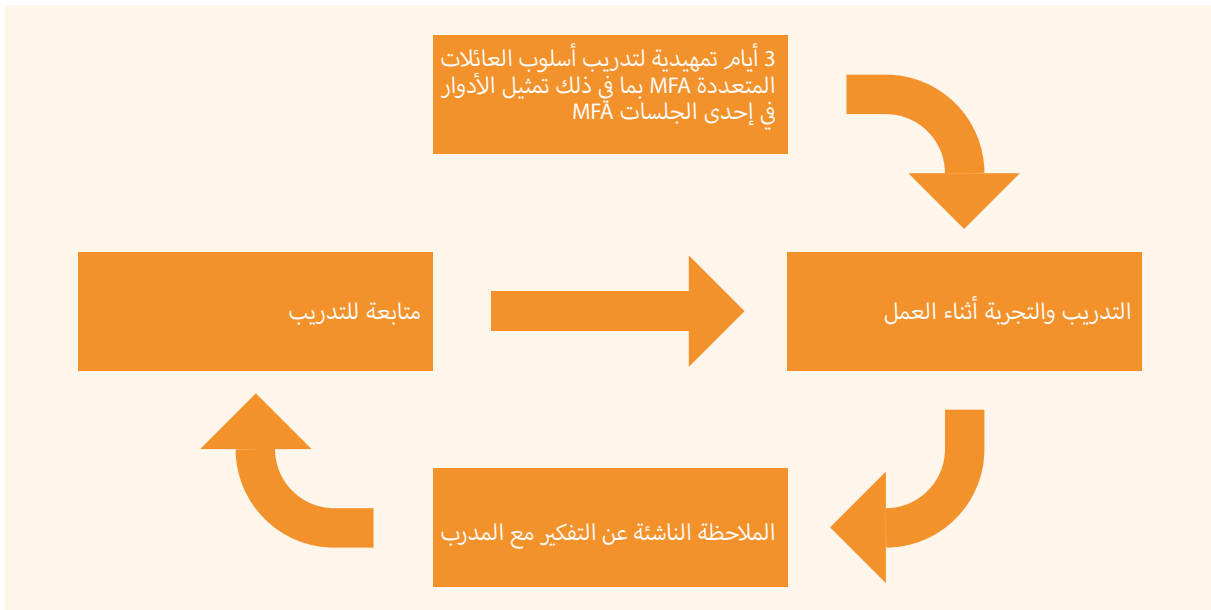 3 أيام تمهيدية لتدريب أسلوب العائلات
المتعددة MFA بما في ذلك تمثيل الأدوار
في إحدى الجلسات MFA
التدريب والتجربة أثناء العمل
متابعة للتدريب
الملاحظة الناشئة عن التفكير مع المدرب